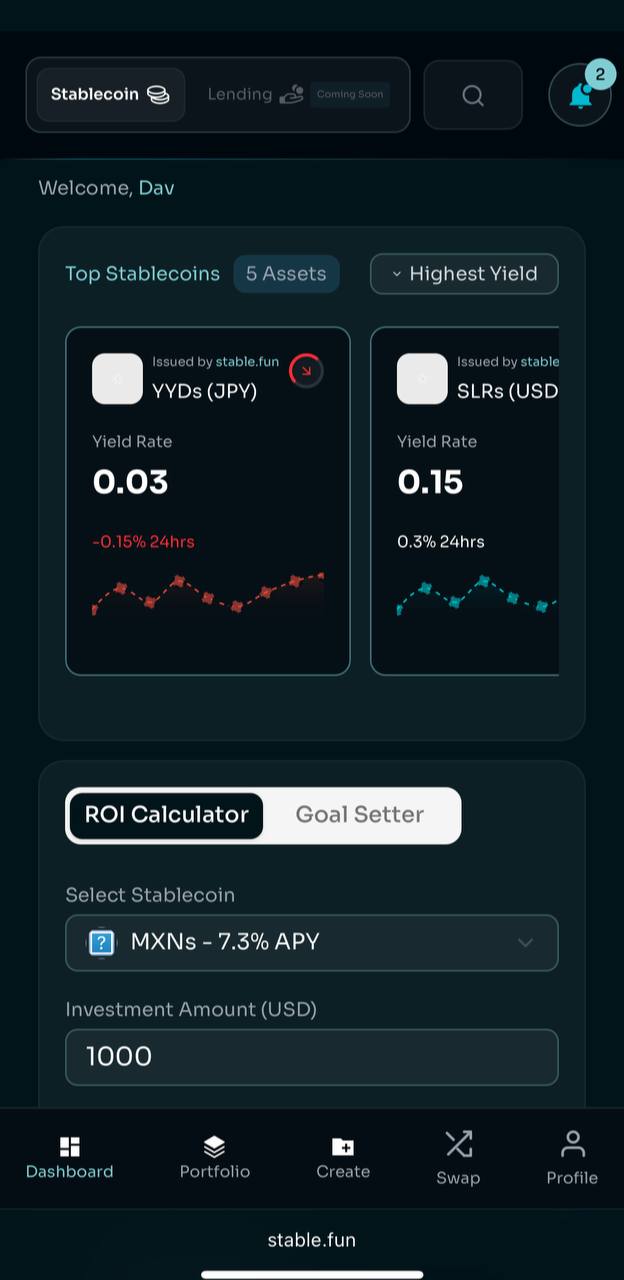 Stablecoin
Lending Coming Soon
2
Welcome, Dav
Top Stablecoins 5 Assets Highest Yield
Issued by stable.fun
YYDs (JPY)
Yield Rate
0.03
-0.15% 24hrs
Issued by stable
SLRs (USD
Yield Rate
0.15
0.3% 24hrs
ROI Calculator Goal Setter
Select Stablecoin
? MXNs - 7.3% APY
Investment Amount (USD)
1000
Dashboard Portfolio Create Swap Profile
stable.fun